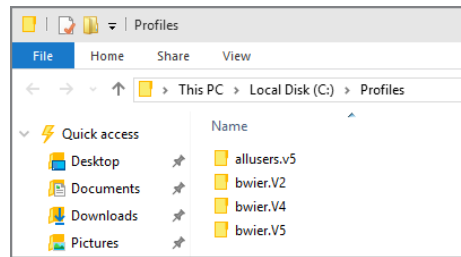 Profiles
File Home Share View
This PC > Local Disk (C:) > Profiles
Quick access
Desktop
Documents
Downloads
Pictures
Name
allusers.v5
bwier.V2
bwier.V4
bwier.V5